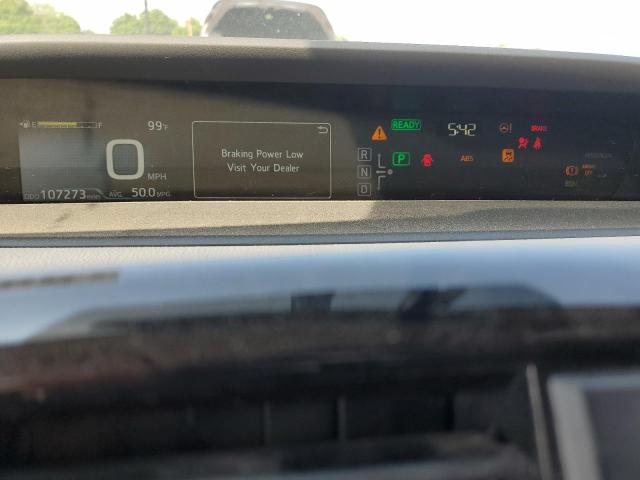 E F 99°F READY 5:42 BRAKE
0 MPH
Braking Power Low
Visit Your Dealer
R
N
D
P
ABS
ODO 107273 miles AVG. 50.0 MPG